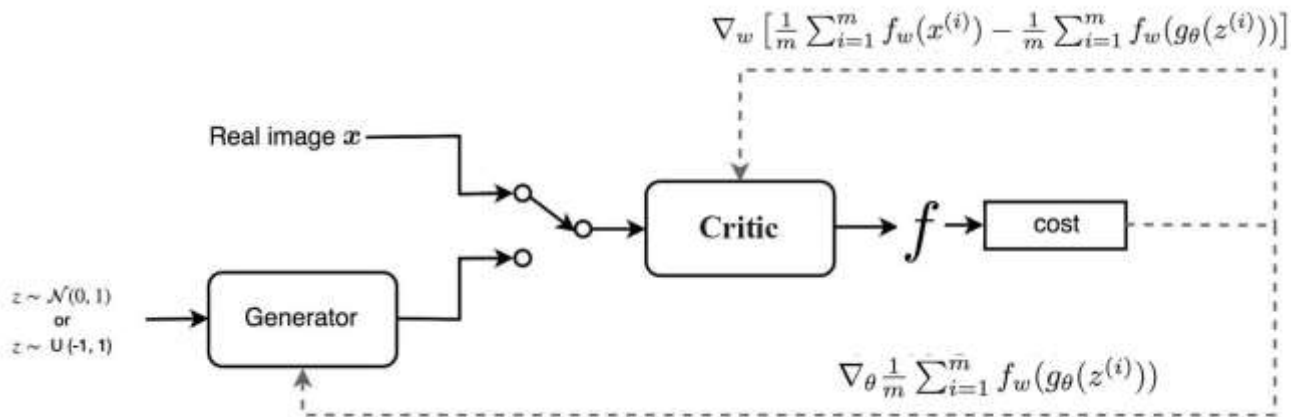 ∇_w [1/m ∑_{i=1}^m f_w(x^{(i)}) − 1/m ∑_{i=1}^m f_w(g_θ(z^{(i)}))]
Real image x
Critic
f
cost
z ~ 𝒩(0, 1)
or
z ~ U (-1, 1)
Generator
∇_θ 1/m ∑_{i=1}^m f_w(g_θ(z^{(i)}))